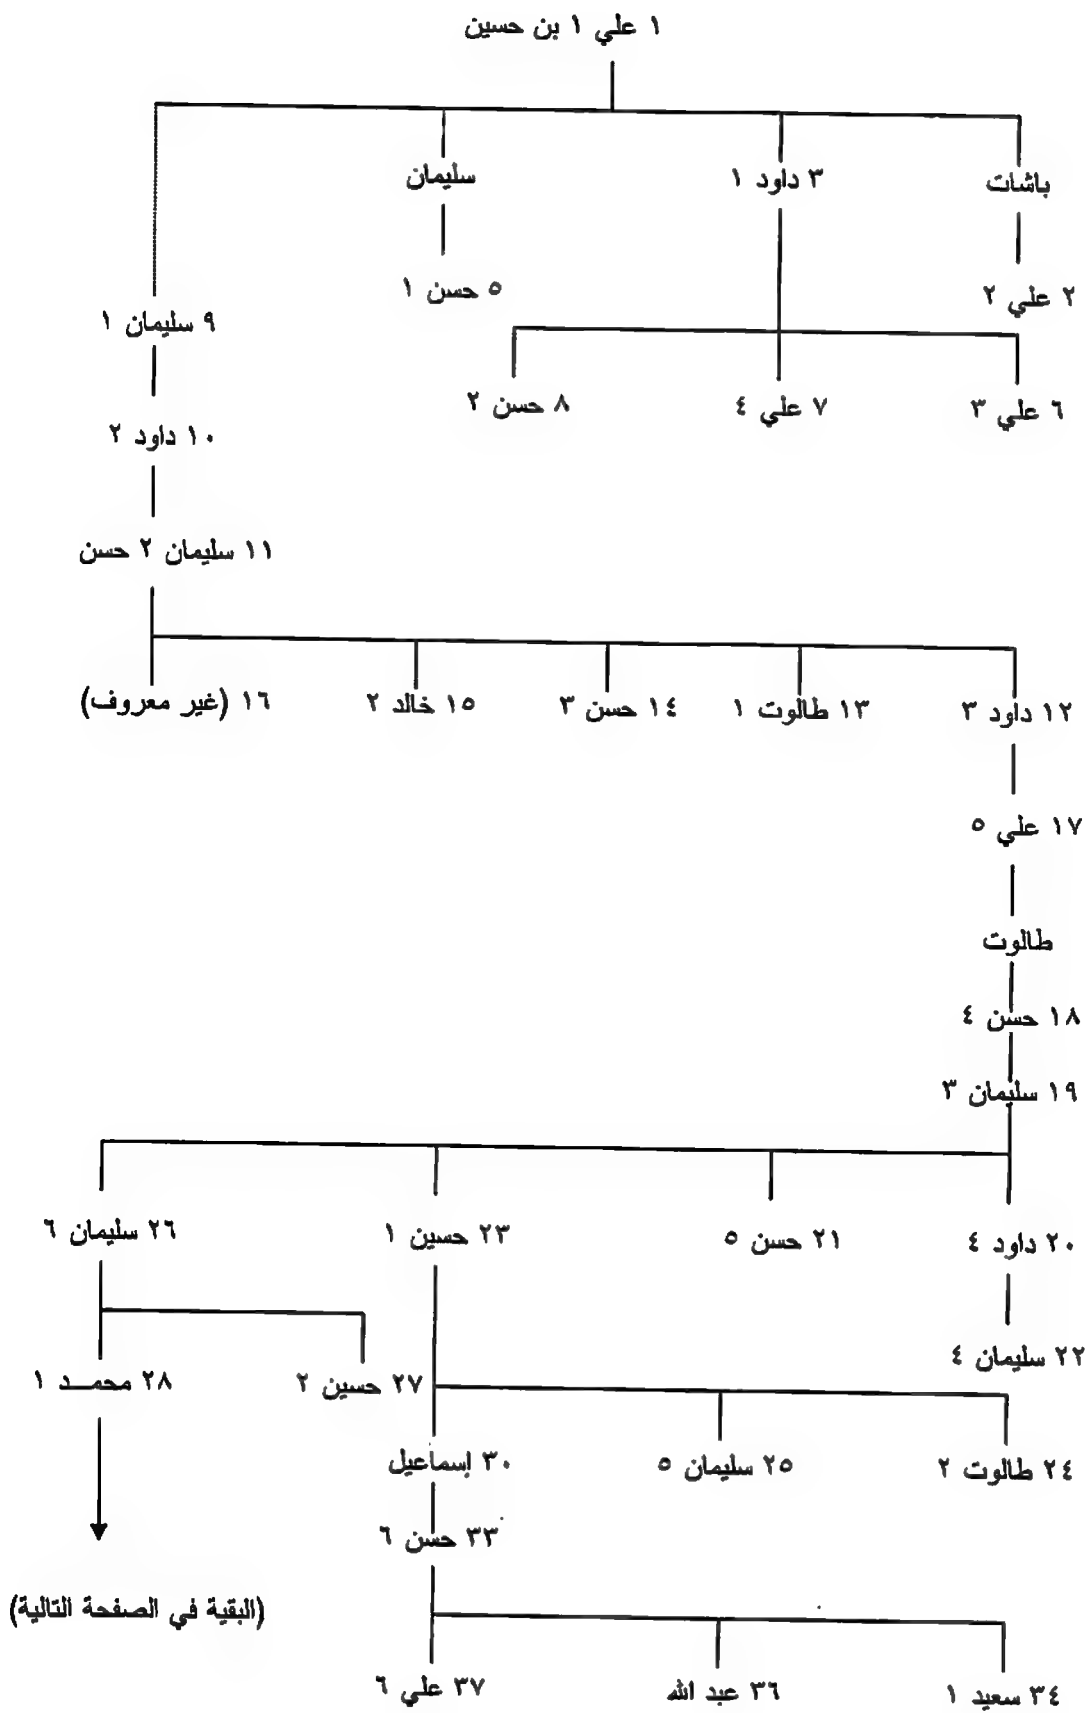 ١ علي ١ بن حسين
باشات
٣ داود ١
سليمان
٢ علي ٢
٥ حسن ١
٩ سليمان ١
٦ علي ٣
٧ علي ٤
٨ حسن ٢
١٠ داود ٢
١١ سليمان ٢ حسن
١٢ داود ٣
١٣ طالوت ١
١٤ حسن ٣
١٥ خالد ٢
١٦ (غير معروف)
١٧ علي ٥
طالوت
١٨ حسن ٤
١٩ سليمان ٣
٢٠ داود ٤
٢١ حسن ٥
٢٣ حسين ١
٢٦ سليمان ٦
٢٢ سليمان ٤
٢٧ حسين ٢
٢٨ محمد ١
٢٤ طالوت ٢
٢٥ سليمان ٥
٣٠ إسماعيل
٣٣ حسن ٦
(البقية في الصفحة التالية)
٣٤ سعيد ١
٣٦ عبد الله
٣٧ علي ٦